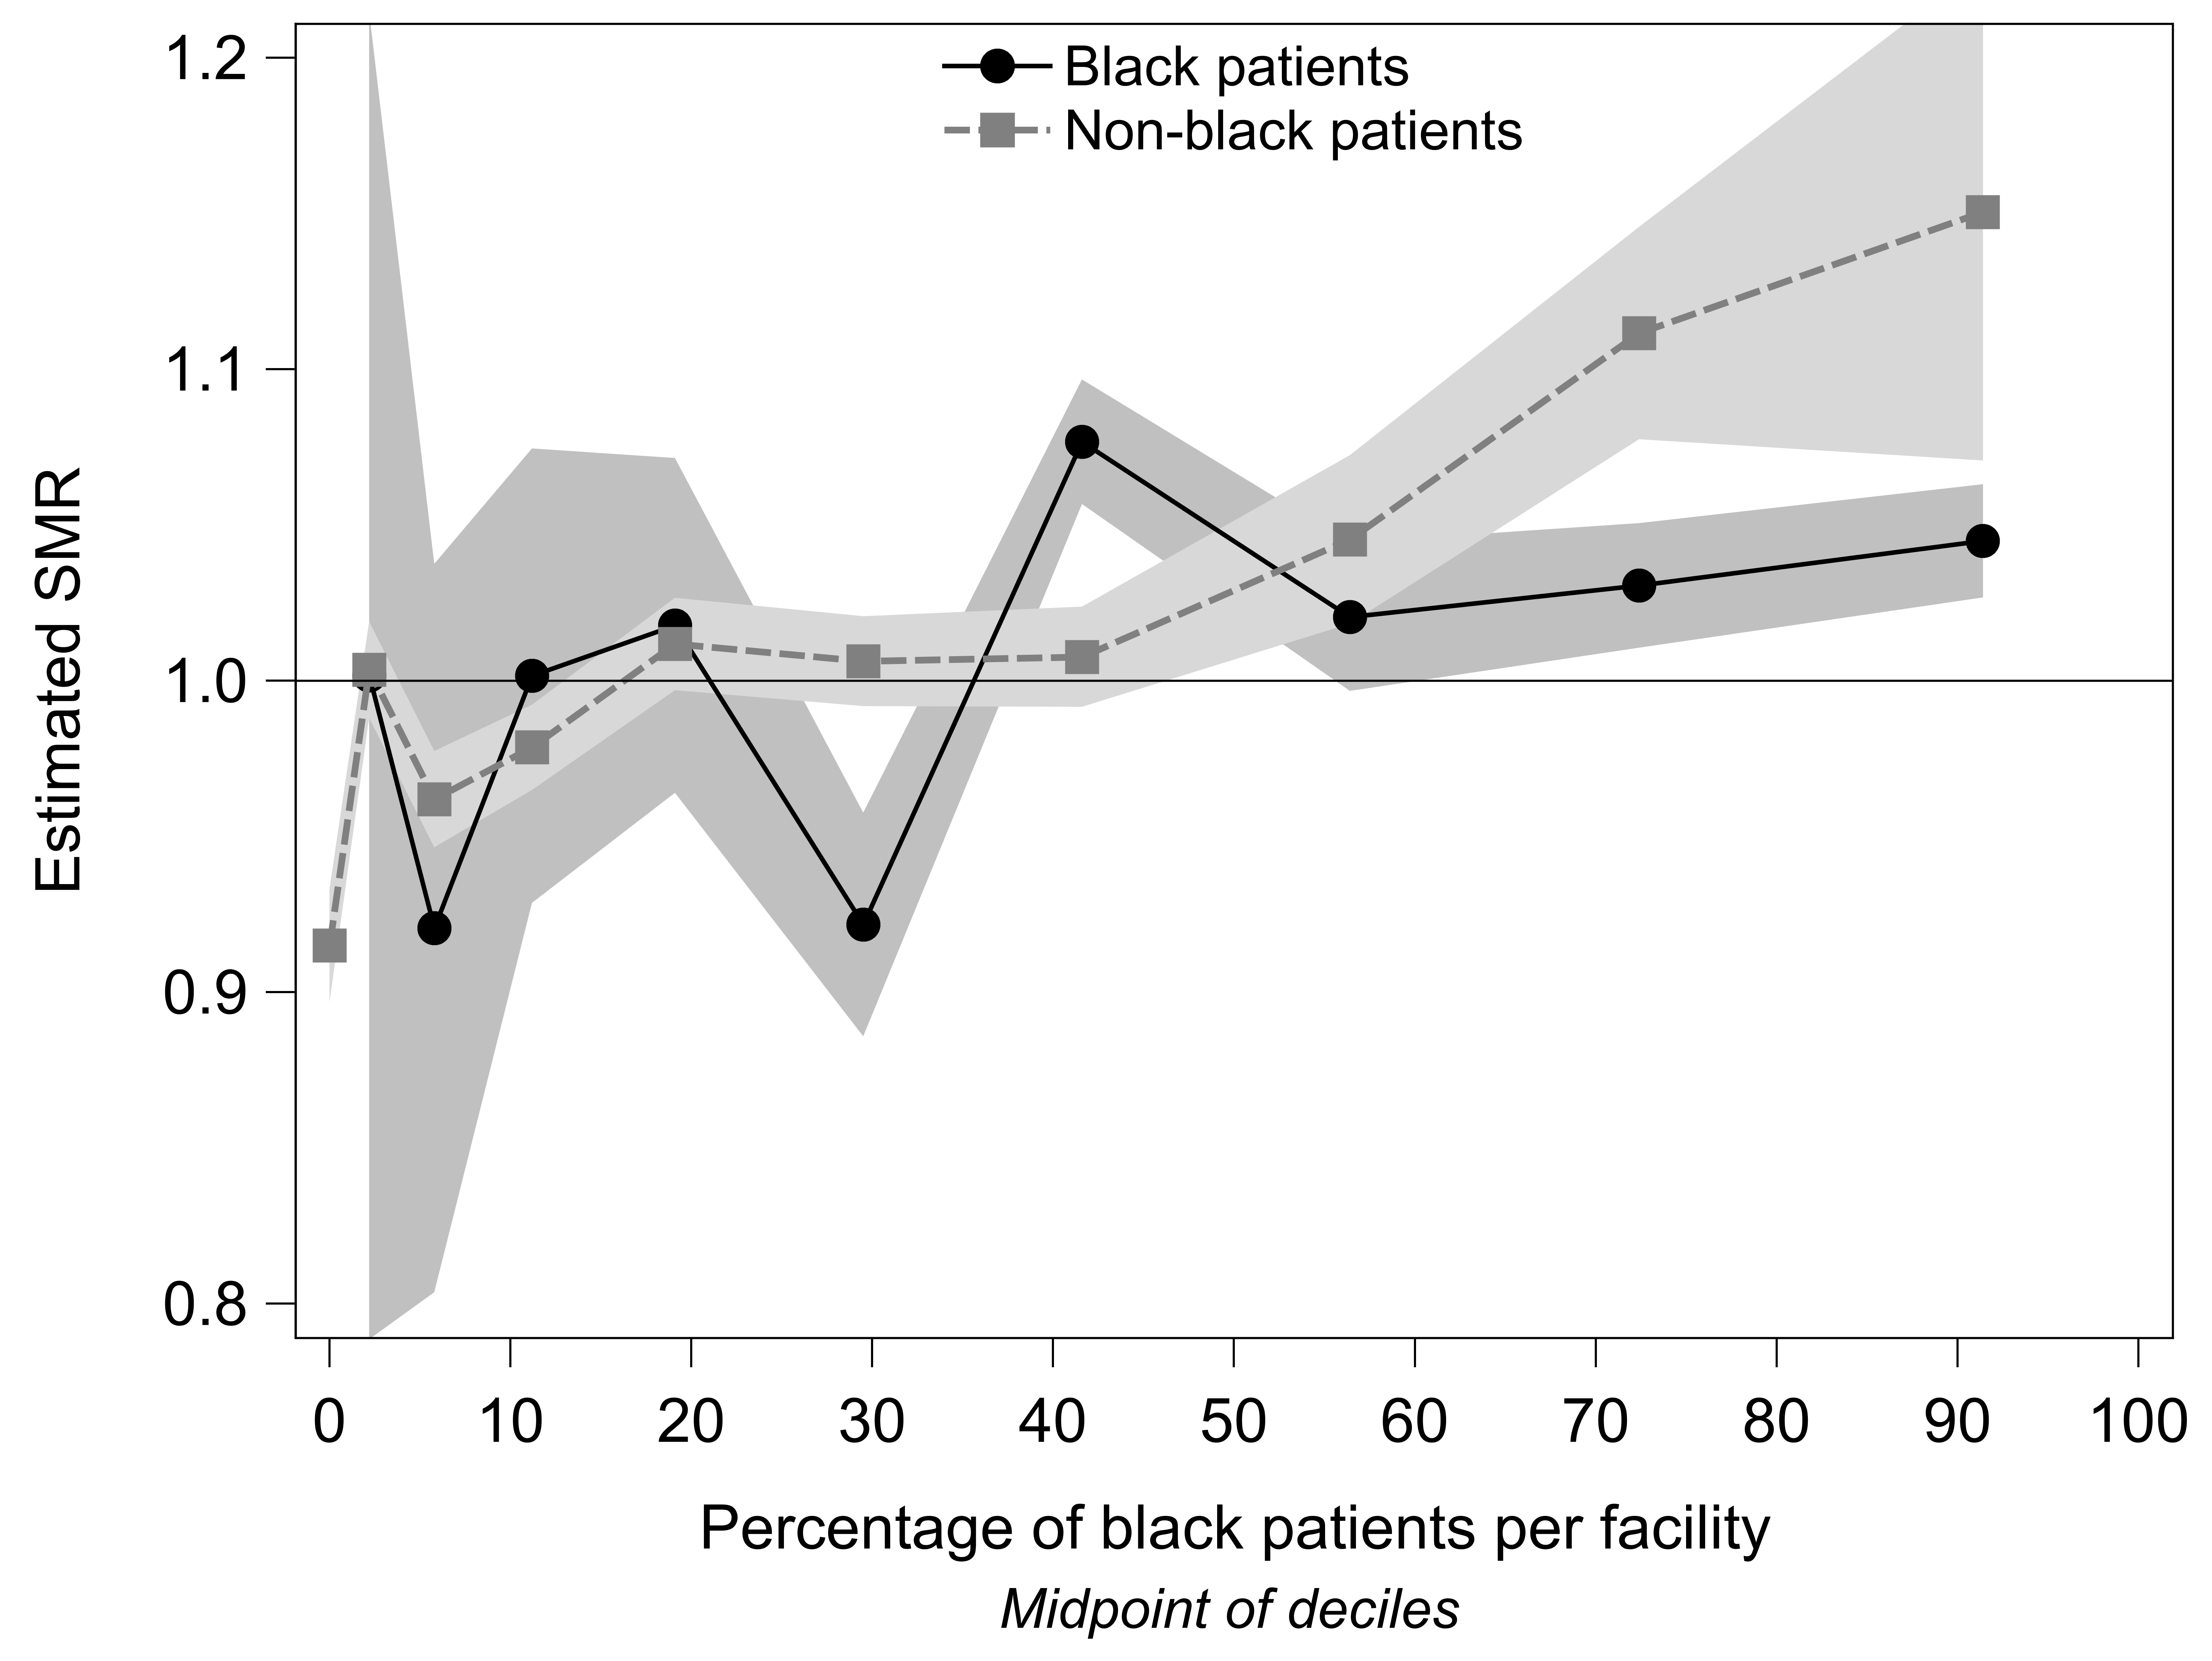 Black patients
Non-black patients
Estimated SMR
1.2
1.1
1.0
0.9
0.8
0 10 20 30 40 50 60 70 80 90 100
Percentage of black patients per facility
Midpoint of deciles